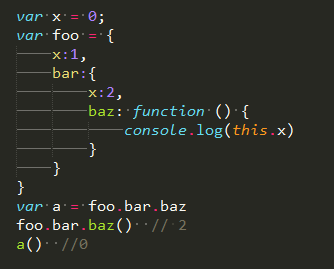 var x = 0;
var foo = {
x:1,
bar:{
x:2,
baz: function () {
console.log(this.x)
}
}
}
var a = foo.bar.baz
foo.bar.baz() // 2
a() //0